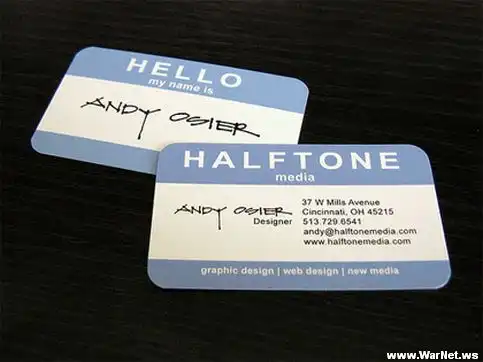 HELLO
my name is
ANDY OSIER
HALFTONE
media
ANDY OSIER
Designer
37 W Mills Avenue
Cincinnati, OH 45215
513.729.6541
andy@halftonemedia.com
www.halftonemedia.com
graphic design | web design | new media
www.WarNet.ws